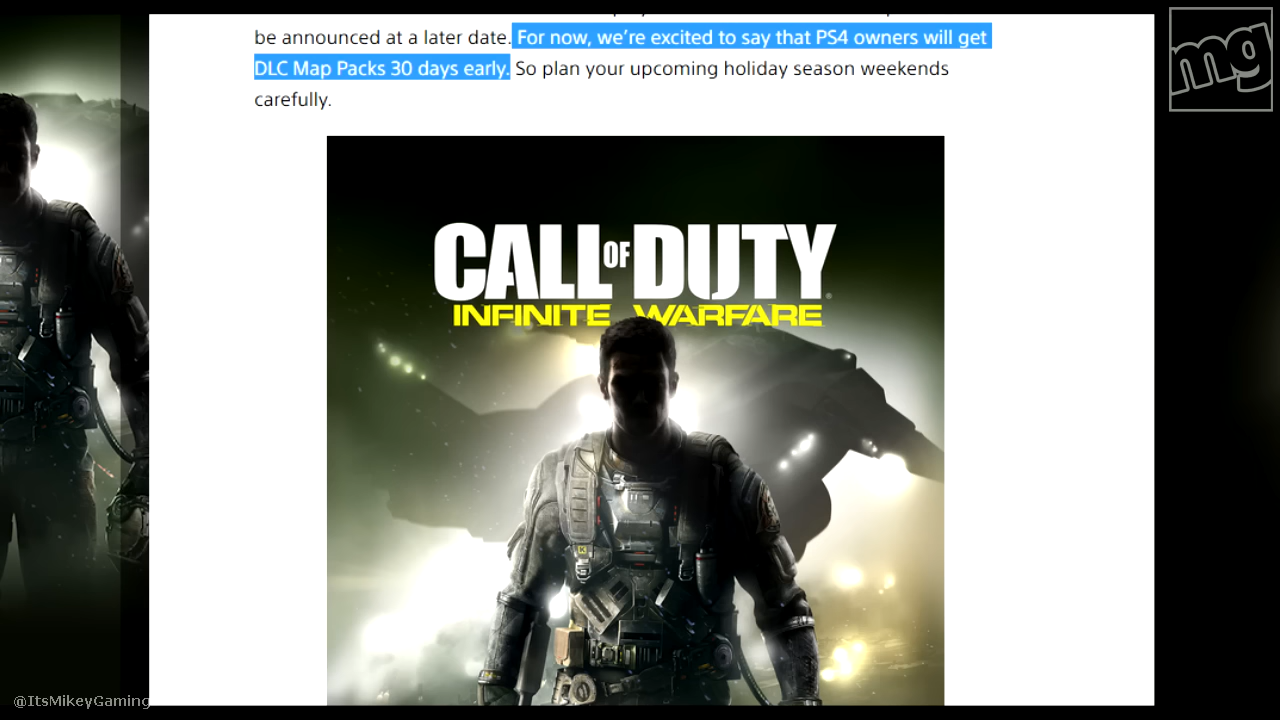 be announced at a later date. For now, we're excited to say that PS4 owners will get
DLC Map Packs 30 days early. So plan your upcoming holiday season weekends
carefully.
mg
CALL OF DUTY
INFINITE WARFARE
@ItsMikeyGaming